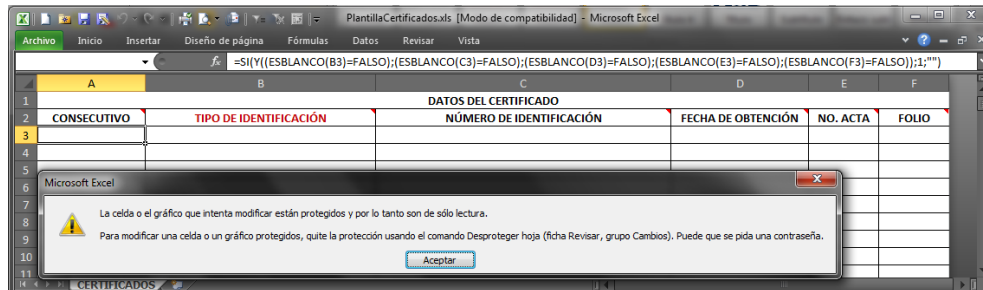 PlantillaCertificados.xls [Modo de compatibilidad] - Microsoft Excel
Archivo Inicio Insertar Diseño de página Fórmulas Datos Revisar Vista
fx =SI(Y((ESBLANCO(B3)=FALSO);(ESBLANCO(C3)=FALSO);(ESBLANCO(D3)=FALSO);(ESBLANCO(E3)=FALSO);(ESBLANCO(F3)=FALSO));1;"")
A B C D E F
1 DATOS DEL CERTIFICADO
2 CONSECUTIVO TIPO DE IDENTIFICACIÓN NÚMERO DE IDENTIFICACIÓN FECHA DE OBTENCIÓN NO. ACTA FOLIO
3
4
5
6
7
8
9
10
11
Microsoft Excel
La celda o el gráfico que intenta modificar están protegidos y por lo tanto son de sólo lectura.
Para modificar una celda o un gráfico protegidos, quite la protección usando el comando Desproteger hoja (ficha Revisar, grupo Cambios). Puede que se pida una contraseña.
Aceptar
CERTIFICADOS